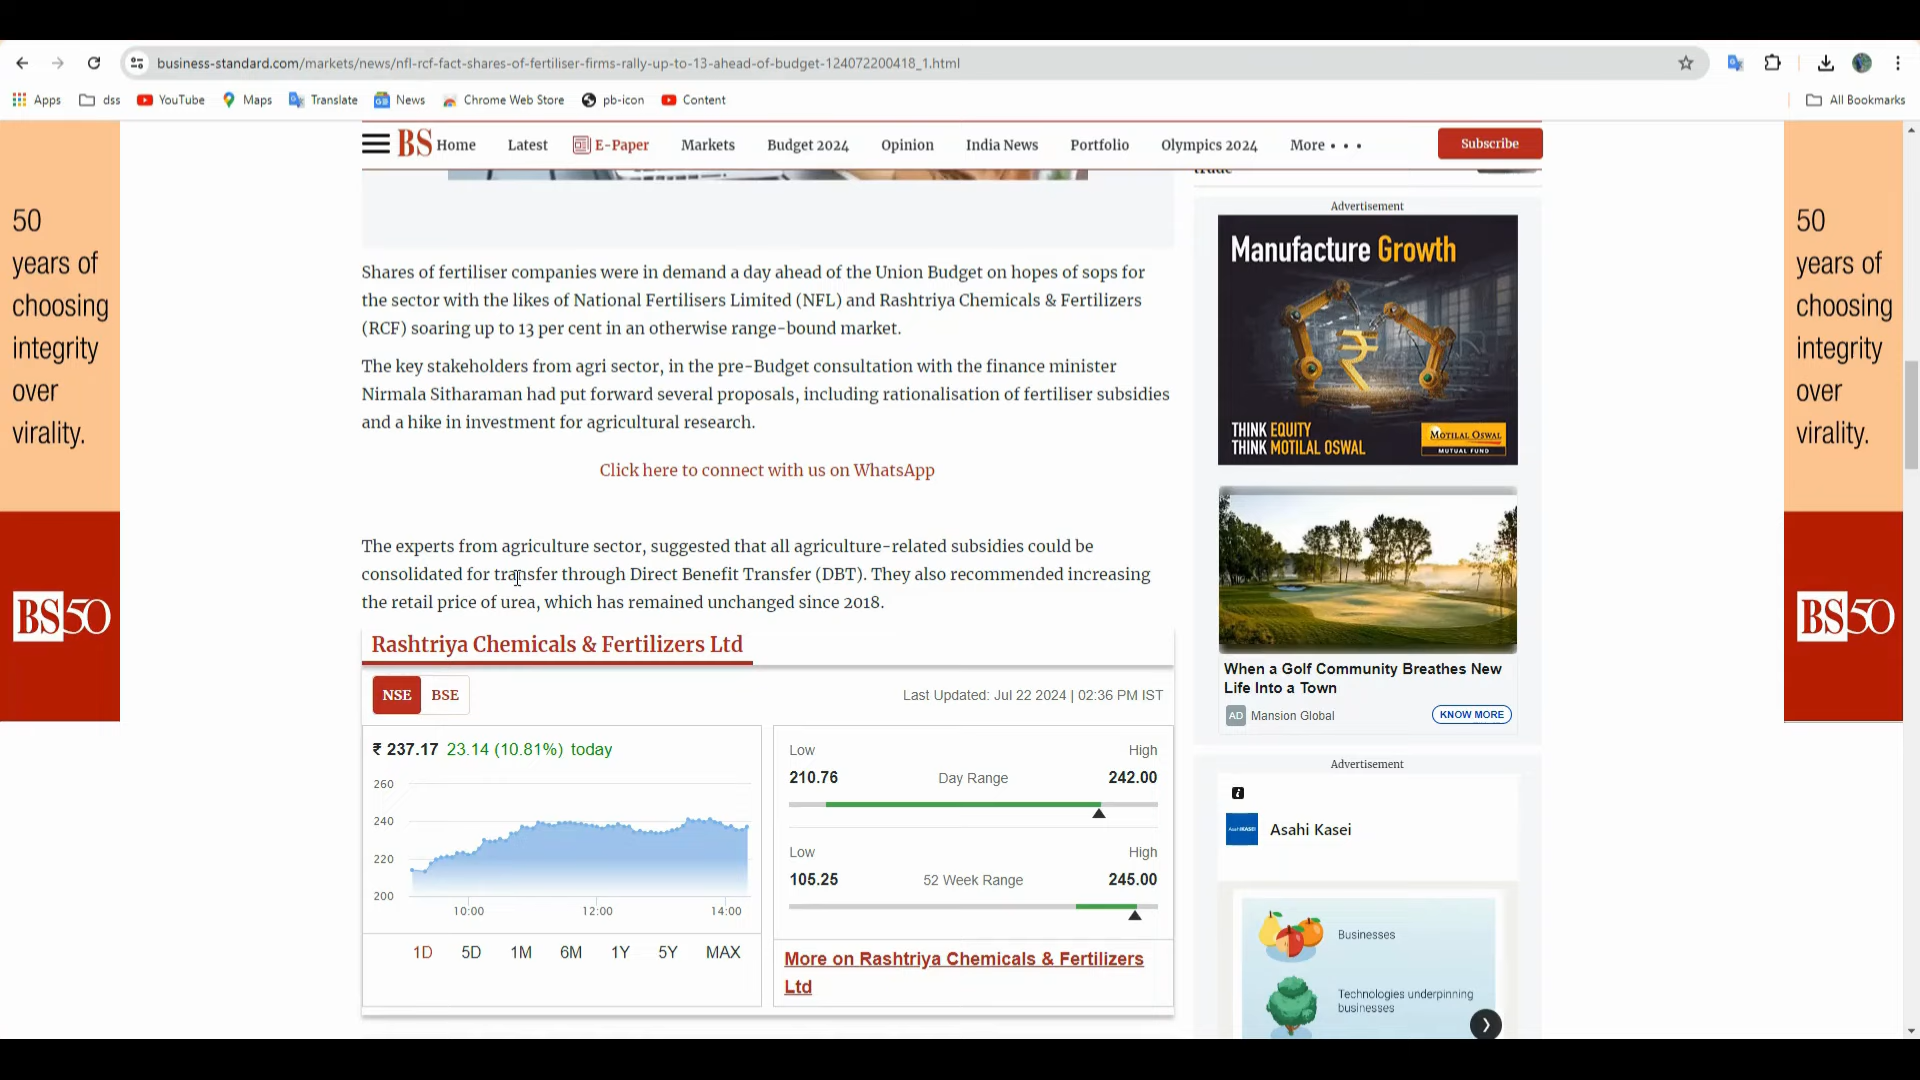 business-standard.com/markets/news/nfl-rcf-fact-shares-of-fertiliser-firms-rally-up-to-13-ahead-of-budget-124072200418_1.html
Apps dss YouTube Maps Translate News Chrome Web Store pb-icon Content All Bookmarks
BS Home Latest E-Paper Markets Budget 2024 Opinion India News Portfolio Olympics 2024 More Subscribe
50
years of
choosing
integrity
over
virality.
BS50
Shares of fertiliser companies were in demand a day ahead of the Union Budget on hopes of sops for
the sector with the likes of National Fertilisers Limited (NFL) and Rashtriya Chemicals & Fertilizers
(RCF) soaring up to 13 per cent in an otherwise range-bound market.
The key stakeholders from agri sector, in the pre-Budget consultation with the finance minister
Nirmala Sitharaman had put forward several proposals, including rationalisation of fertiliser subsidies
and a hike in investment for agricultural research.
Click here to connect with us on WhatsApp
The experts from agriculture sector, suggested that all agriculture-related subsidies could be
consolidated for transfer through Direct Benefit Transfer (DBT). They also recommended increasing
the retail price of urea, which has remained unchanged since 2018.
Rashtriya Chemicals & Fertilizers Ltd
NSE BSE Last Updated: Jul 22 2024 | 02:36 PM IST
₹ 237.17 23.14 (10.81%) today
260
240
220
200
10:00 12:00 14:00
1D 5D 1M 6M 1Y 5Y MAX
Low High
210.76 Day Range 242.00
Low High
105.25 52 Week Range 245.00
More on Rashtriya Chemicals & Fertilizers
Ltd
Advertisement
Manufacture Growth
₹
THINK EQUITY
THINK MOTILAL OSWAL
MOTILAL OSWAL
MUTUAL FUND
When a Golf Community Breathes New
Life Into a Town
AD Mansion Global KNOW MORE
Advertisement
Asahi Kasei
Businesses
Technologies underpinning
businesses
50
years of
choosing
integrity
over
virality.
BS50